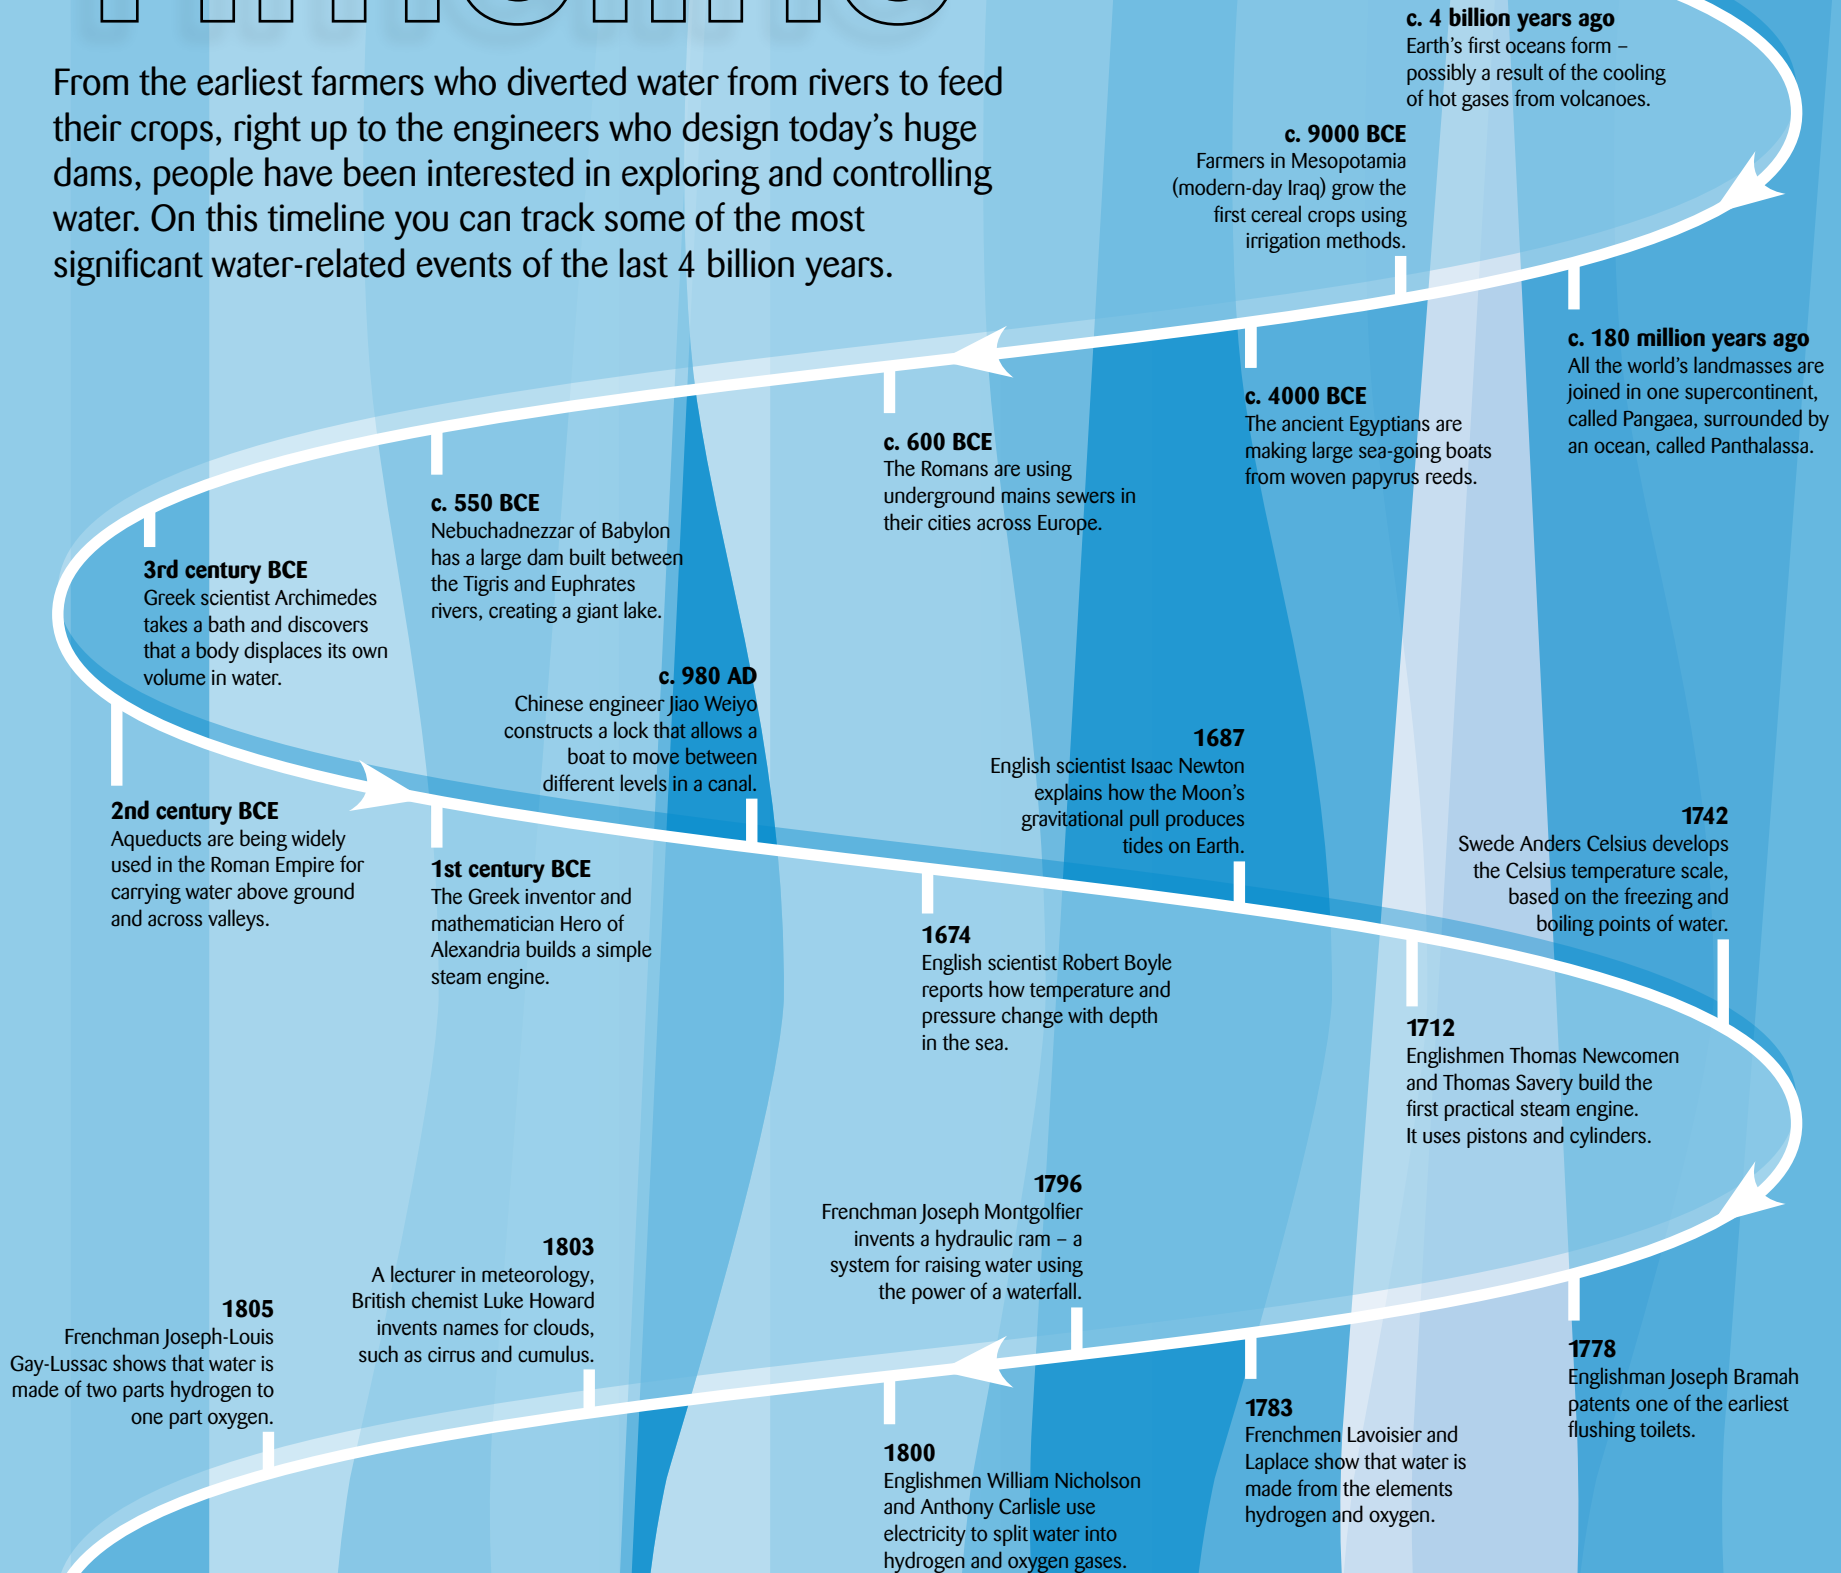 From the earliest farmers who diverted water from rivers to feed
their crops, right up to the engineers who design today's huge
dams, people have been interested in exploring and controlling
water. On this timeline you can track some of the most
significant water-related events of the last 4 billion years.
c. 4 billion years ago
Earth's first oceans form –
possibly a result of the cooling
of hot gases from volcanoes.
c. 180 million years ago
All the world's landmasses are
joined in one supercontinent,
called Pangaea, surrounded by
an ocean, called Panthalassa.
c. 9000 BCE
Farmers in Mesopotamia
(modern-day Iraq) grow the
first cereal crops using
irrigation methods.
c. 4000 BCE
The ancient Egyptians are
making large sea-going boats
from woven papyrus reeds.
c. 600 BCE
The Romans are using
underground mains sewers in
their cities across Europe.
c. 550 BCE
Nebuchadnezzar of Babylon
has a large dam built between
the Tigris and Euphrates
rivers, creating a giant lake.
3rd century BCE
Greek scientist Archimedes
takes a bath and discovers
that a body displaces its own
volume in water.
2nd century BCE
Aqueducts are being widely
used in the Roman Empire for
carrying water above ground
and across valleys.
1st century BCE
The Greek inventor and
mathematician Hero of
Alexandria builds a simple
steam engine.
c. 980 AD
Chinese engineer Jiao Weiyo
constructs a lock that allows a
boat to move between
different levels in a canal.
1674
English scientist Robert Boyle
reports how temperature and
pressure change with depth
in the sea.
1687
English scientist Isaac Newton
explains how the Moon's
gravitational pull produces
tides on Earth.
1712
Englishmen Thomas Newcomen
and Thomas Savery build the
first practical steam engine.
It uses pistons and cylinders.
1742
Swede Anders Celsius develops
the Celsius temperature scale,
based on the freezing and
boiling points of water.
1778
Englishman Joseph Bramah
patents one of the earliest
flushing toilets.
1783
Frenchmen Lavoisier and
Laplace show that water is
made from the elements
hydrogen and oxygen.
1796
Frenchman Joseph Montgolfier
invents a hydraulic ram – a
system for raising water using
the power of a waterfall.
1800
Englishmen William Nicholson
and Anthony Carlisle use
electricity to split water into
hydrogen and oxygen gases.
1803
A lecturer in meteorology,
British chemist Luke Howard
invents names for clouds,
such as cirrus and cumulus.
1805
Frenchman Joseph-Louis
Gay-Lussac shows that water is
made of two parts hydrogen to
one part oxygen.